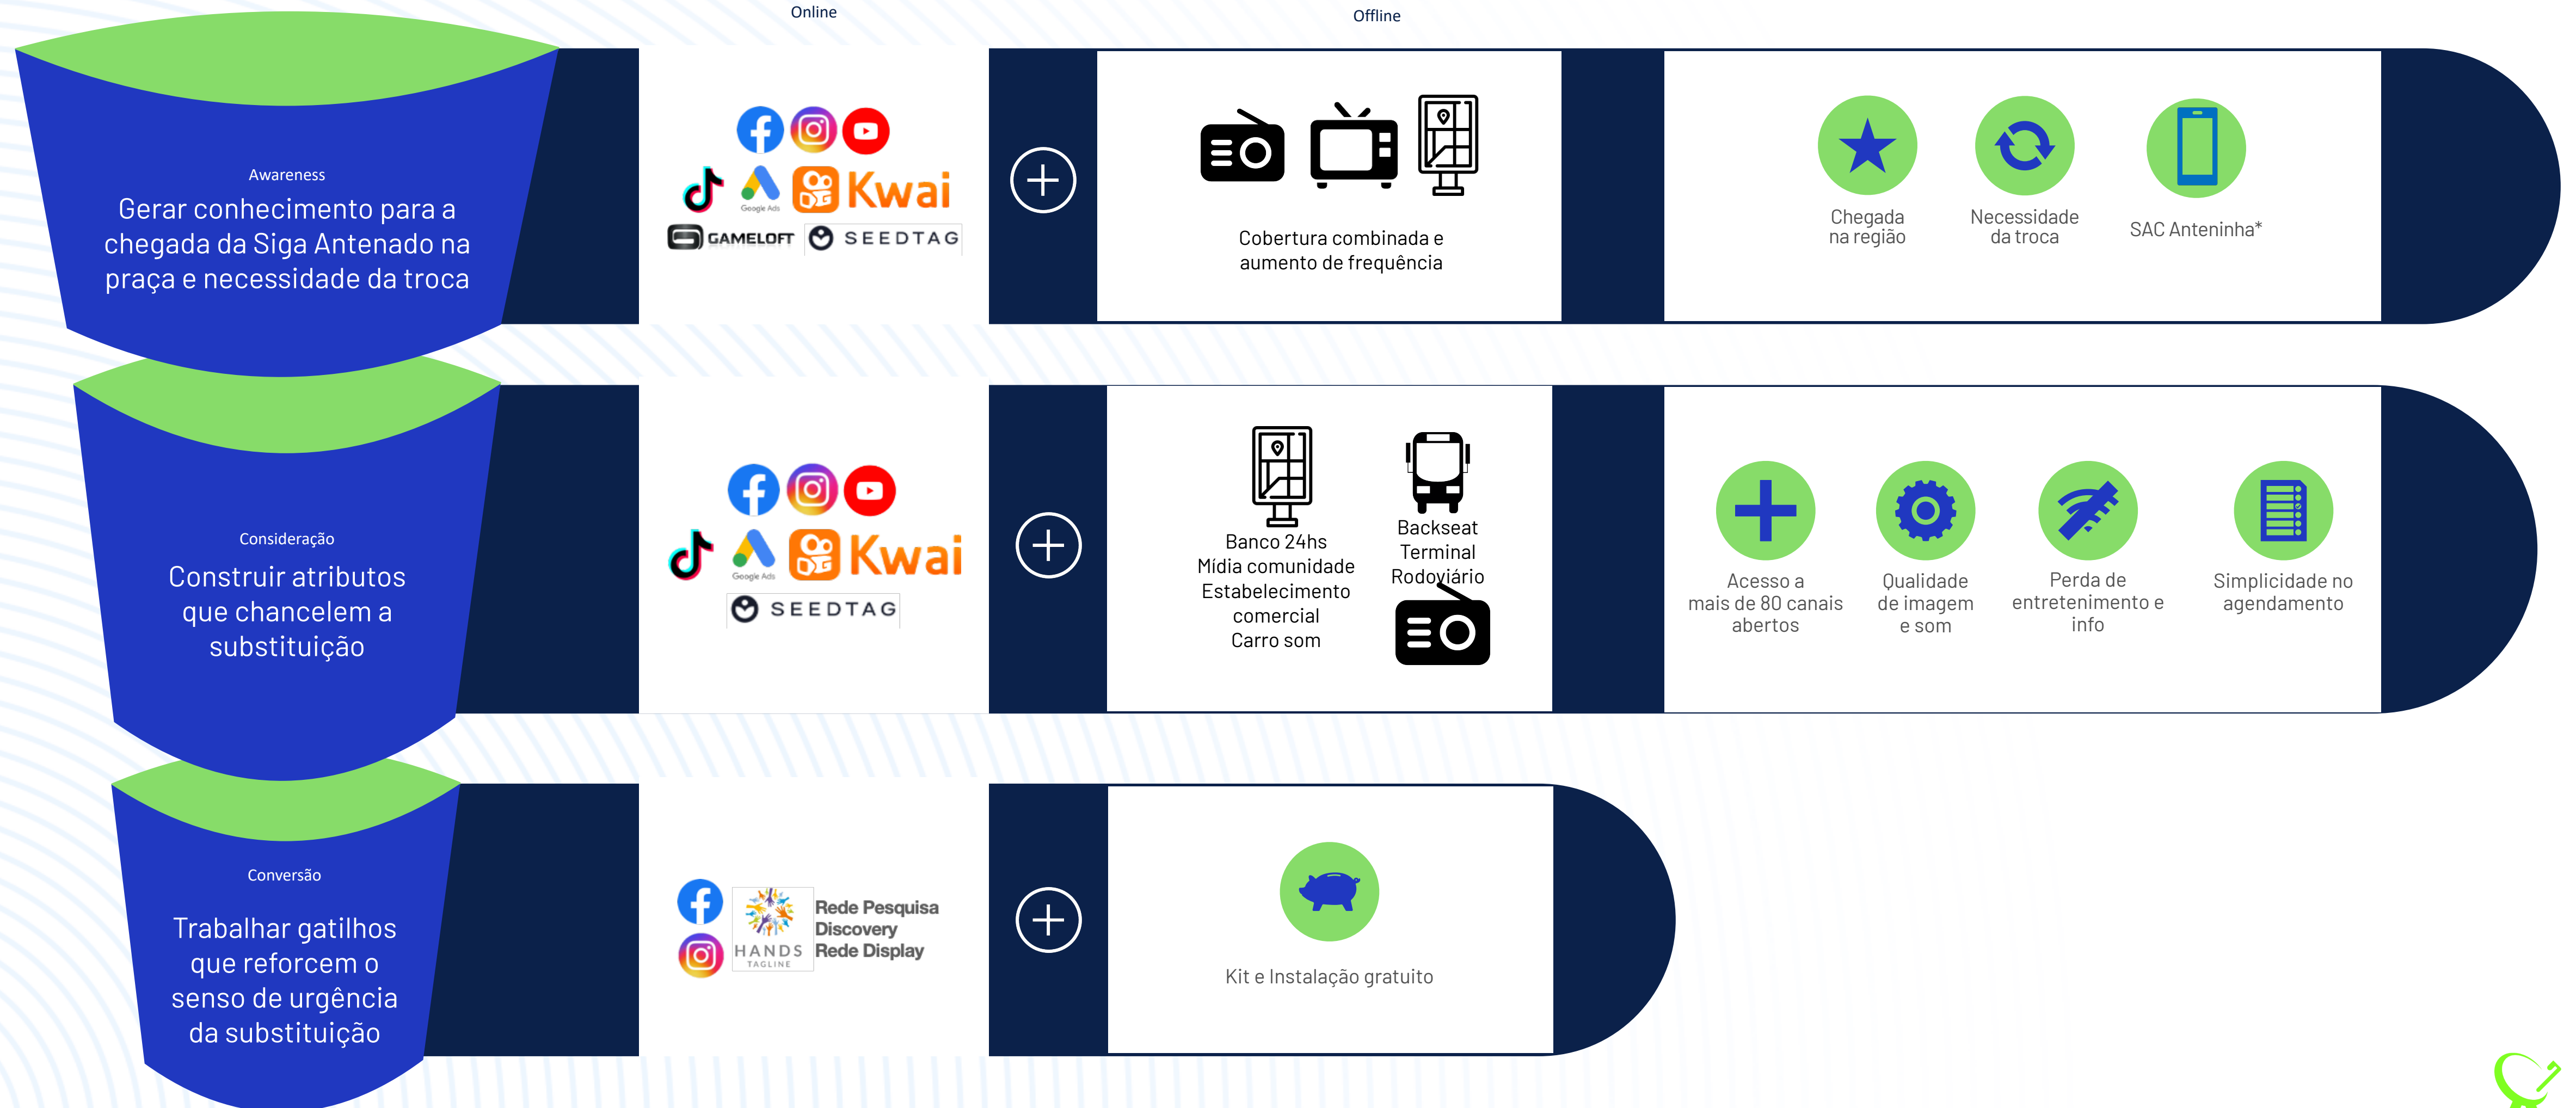 Online
Offline
Awareness
Gerar conhecimento para a
chegada da Siga Antenado na
praça e necessidade da troca
Google Ads
Kwai
GAMELOFT
SEEDTAG
Cobertura combinada e
aumento de frequência
Chegada
na região
Necessidade
da troca
SAC Anteninha*
Consideração
Construir atributos
que chancelem a
substituição
Google Ads
Kwai
SEEDTAG
Banco 24hs
Mídia comunidade
Estabelecimento
comercial
Carro som
Backseat
Terminal
Rodoviário
Acesso a
mais de 80 canais
abertos
Qualidade
de imagem
e som
Perda de
entretenimento e
info
Simplicidade no
agendamento
Conversão
Trabalhar gatilhos
que reforcem o
senso de urgência
da substituição
HANDS
TAGLINE
Rede Pesquisa
Discovery
Rede Display
Kit e Instalação gratuito